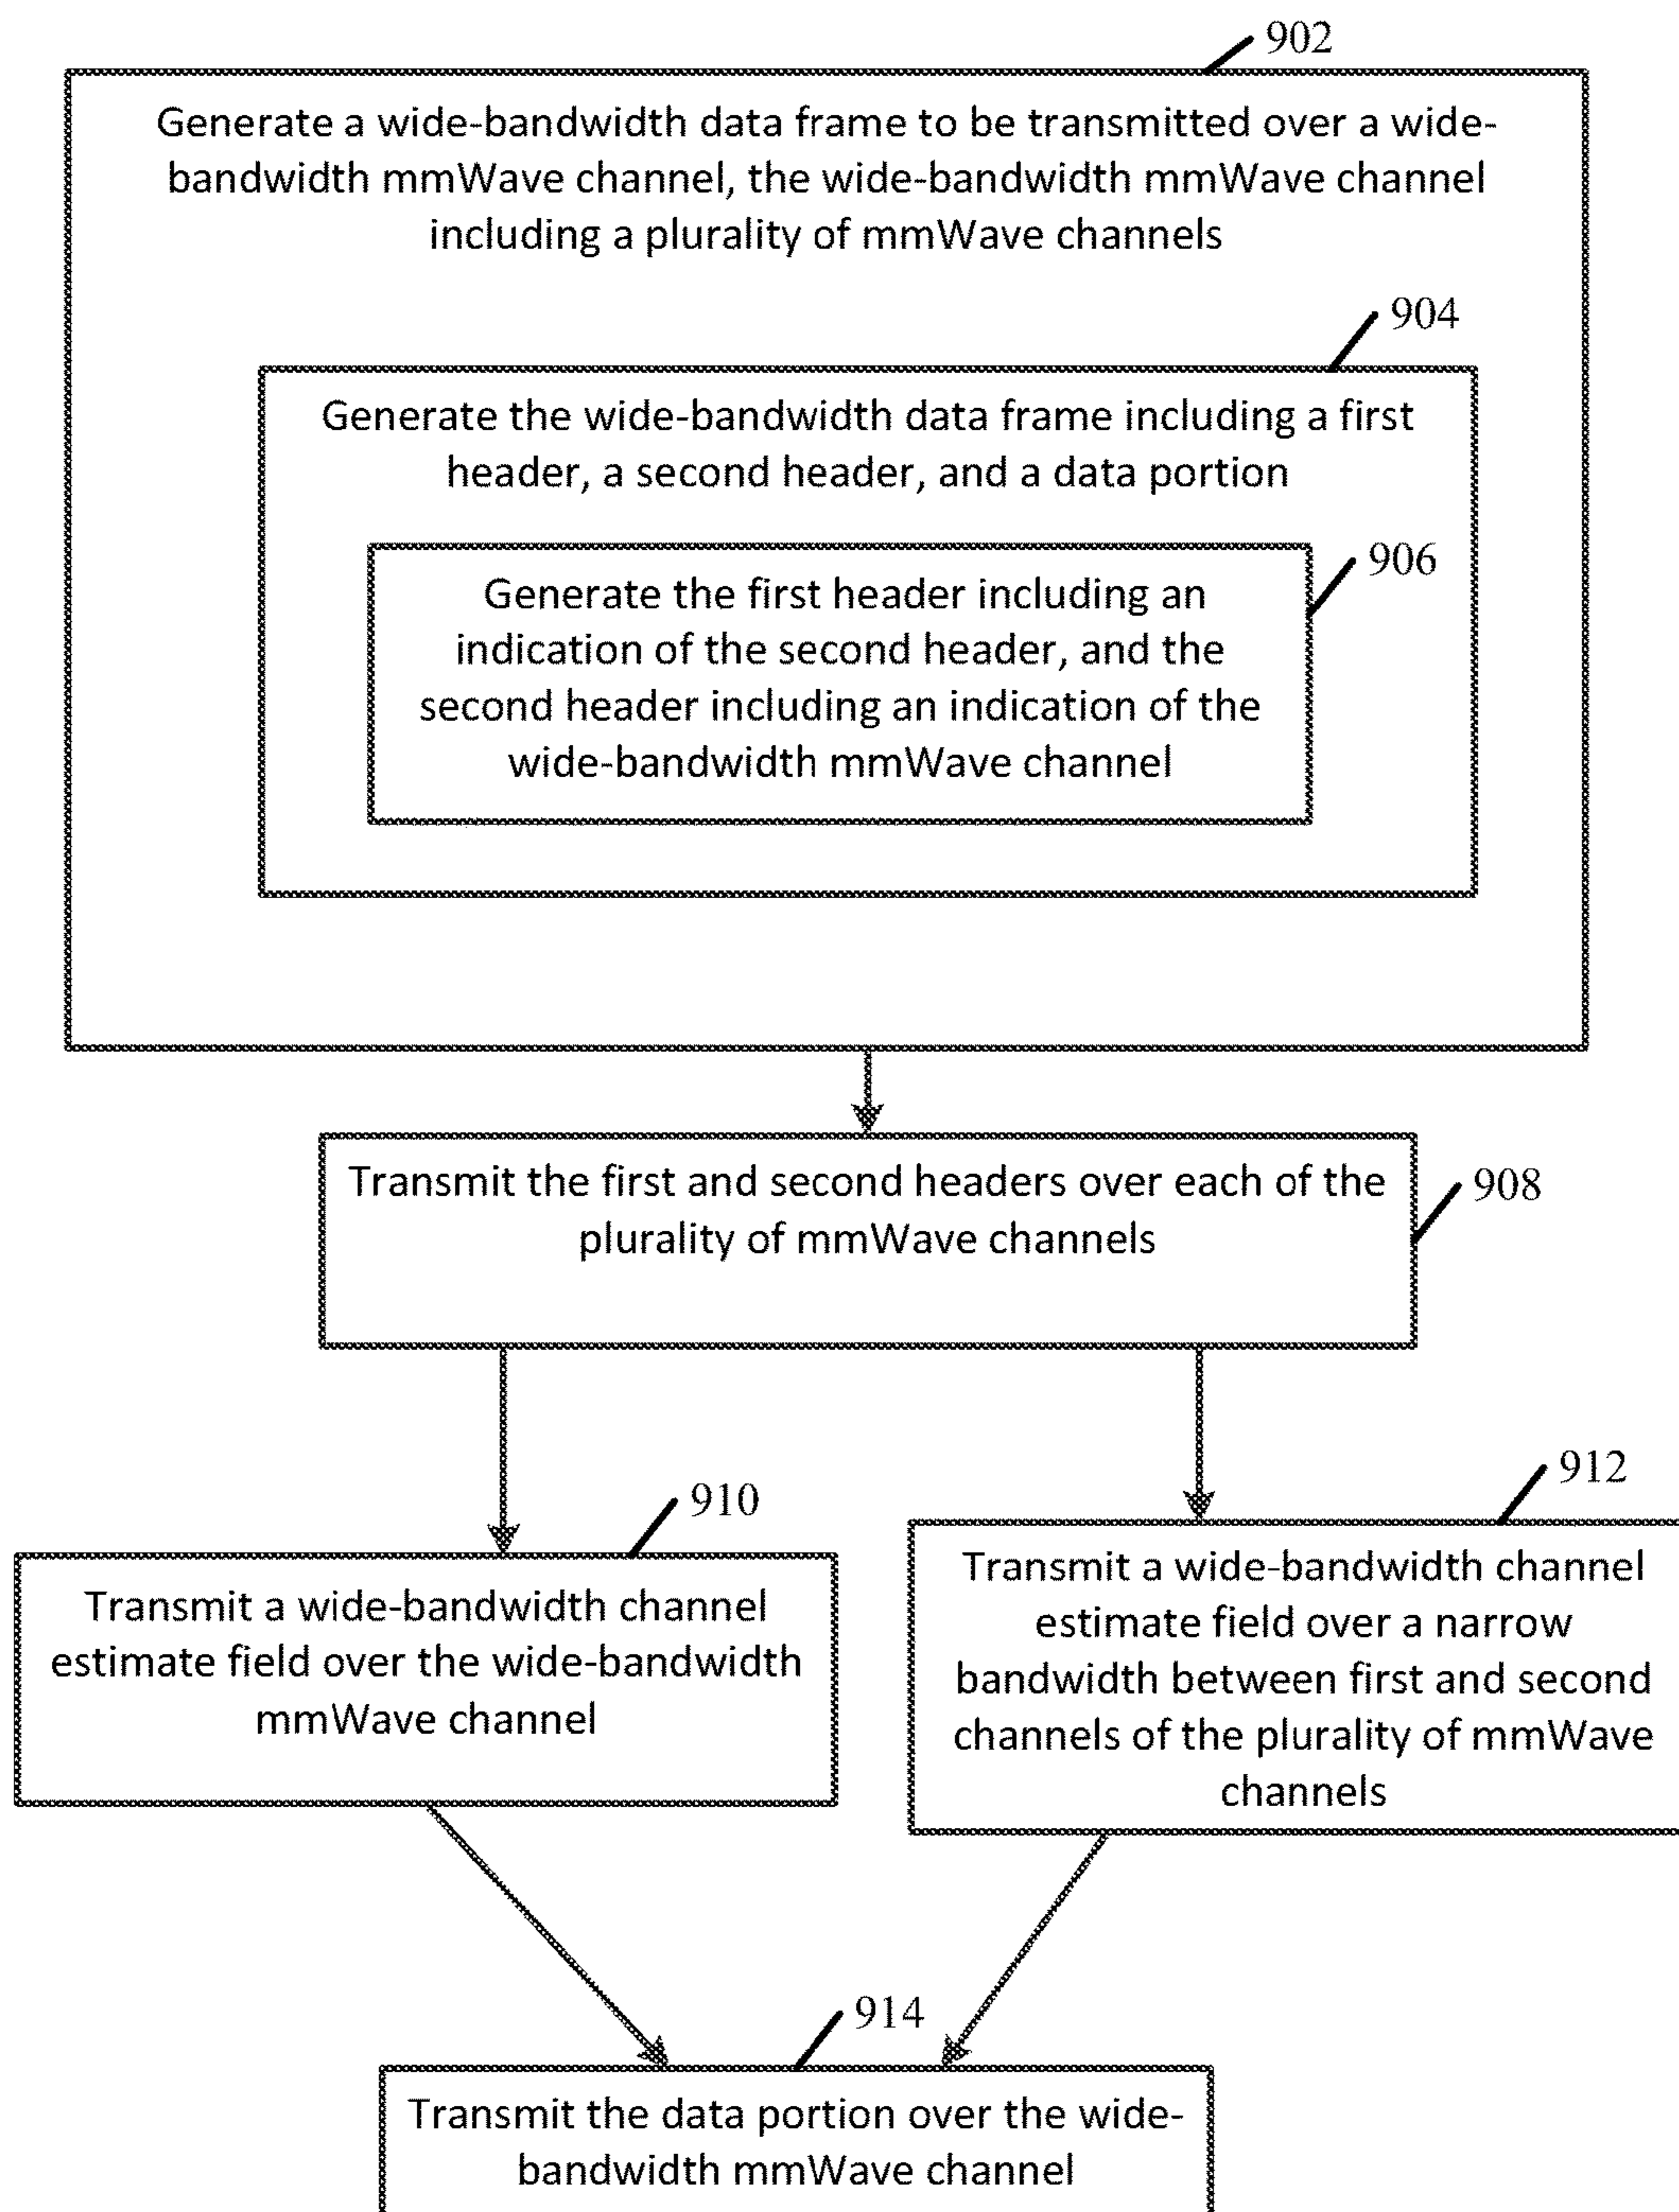 902
Generate a wide-bandwidth data frame to be transmitted over a wide-
bandwidth mmWave channel, the wide-bandwidth mmWave channel
including a plurality of mmWave channels
904
Generate the wide-bandwidth data frame including a first
header, a second header, and a data portion
906
Generate the first header including an
indication of the second header, and the
second header including an indication of the
wide-bandwidth mmWave channel
Transmit the first and second headers over each of the
plurality of mmWave channels
908
910
Transmit a wide-bandwidth channel
estimate field over the wide-bandwidth
mmWave channel
912
Transmit a wide-bandwidth channel
estimate field over a narrow
bandwidth between first and second
channels of the plurality of mmWave
channels
914
Transmit the data portion over the wide-
bandwidth mmWave channel